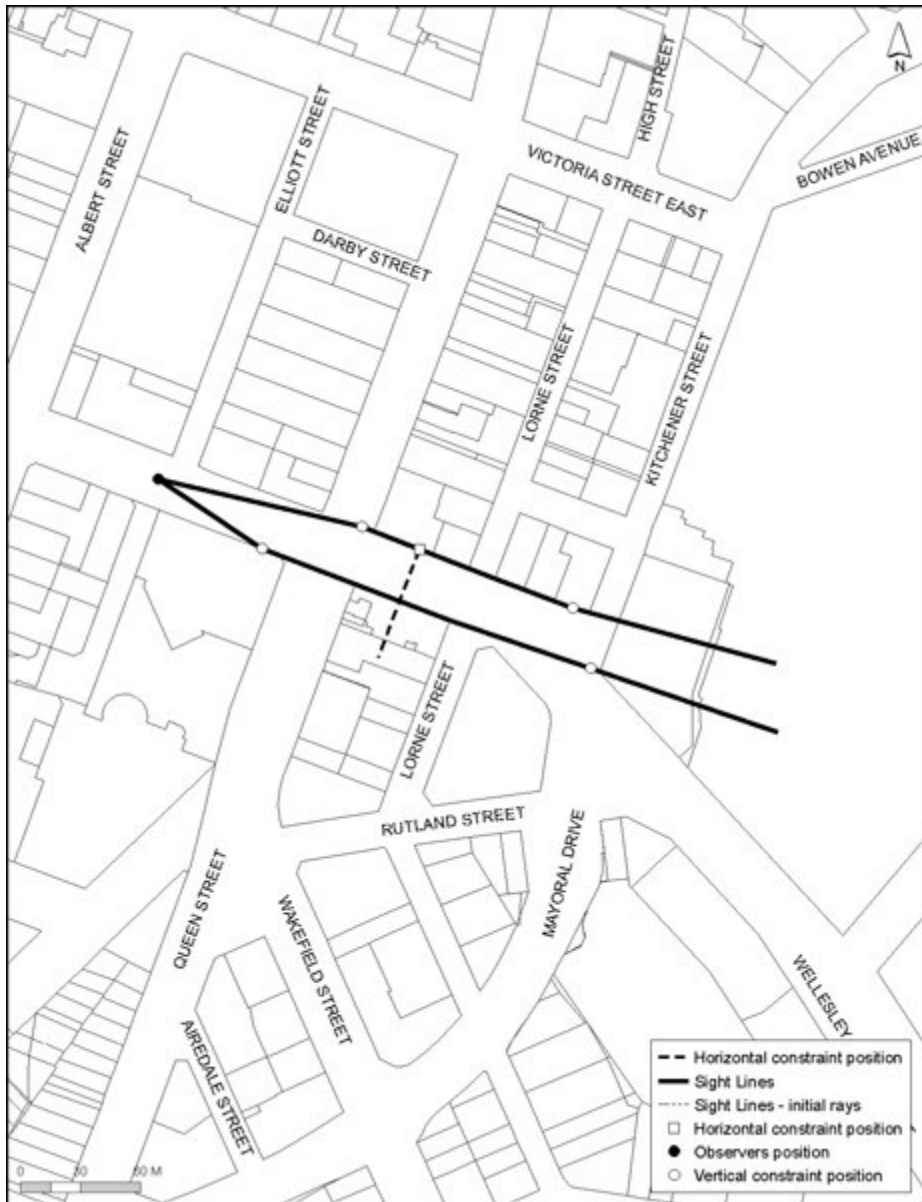 N
HIGH STREET
BOWEN AVENUE
VICTORIA STREET EAST
ELLIOTT STREET
ALBERT STREET
DARBY STREET
LORNE STREET
KITCHENER STREET
LORNE STREET
RUTLAND STREET
MAYORAL DRIVE
QUEEN STREET
WAKEFIELD STREET
WELLESLEY
AIREDALE STREET
Horizontal constraint position
Sight Lines
Sight Lines - initial rays
Horizontal constraint position
Observers position
Vertical constraint position
0
M